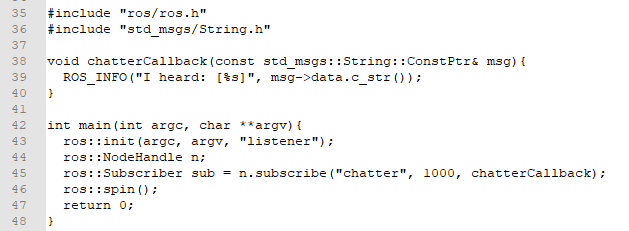 35 #include "ros/ros.h"
36 #include "std_msgs/String.h"
37
38 void chatterCallback(const std_msgs::String::ConstPtr& msg){
39   ROS_INFO("I heard: [%s]", msg->data.c_str());
40 }
41
42 int main(int argc, char **argv){
43   ros::init(argc, argv, "listener");
44   ros::NodeHandle n;
45   ros::Subscriber sub = n.subscribe("chatter", 1000, chatterCallback);
46   ros::spin();
47   return 0;
48 }